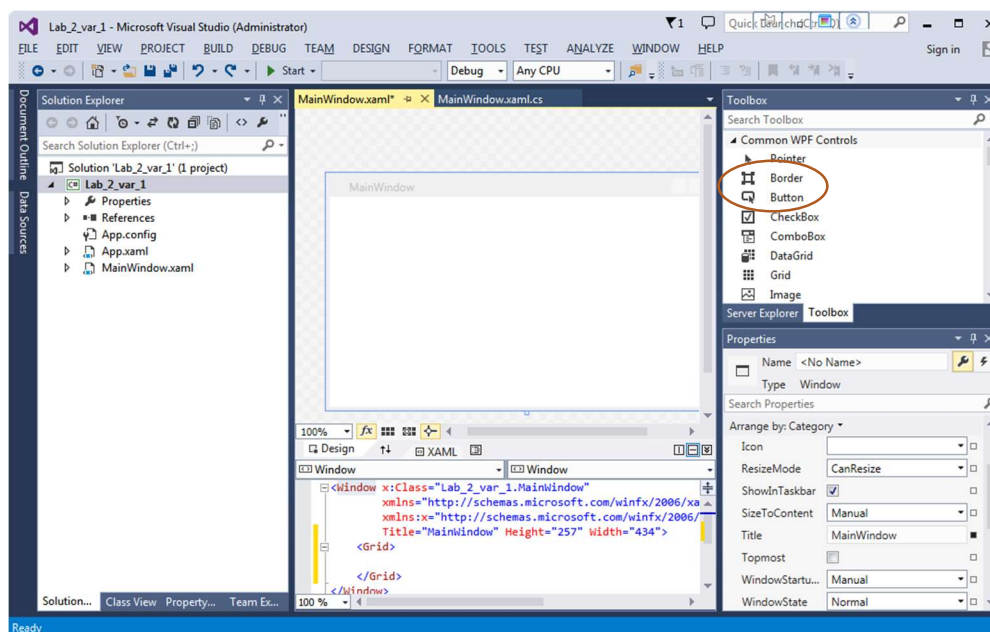 Lab_2_var_1 - Microsoft Visual Studio (Administrator)
1
FILE EDIT VIEW PROJECT BUILD DEBUG TEAM DESIGN FORMAT TOOLS TEST ANALYZE WINDOW HELP
Sign in
Start
Debug
Any CPU
Document Outline
Data Sources
Solution Explorer
Search Solution Explorer (Ctrl+;)
Solution 'Lab_2_var_1' (1 project)
Lab_2_var_1
Properties
References
App.config
App.xaml
MainWindow.xaml
Solution... Class View Property... Team Ex...
MainWindow.xaml* MainWindow.xaml.cs
MainWindow
100%
fx
Design XAML
Window Window
<Window x:Class="Lab_2_var_1.MainWindow"
xmlns="http://schemas.microsoft.com/winfx/2006/xa
xmlns:x="http://schemas.microsoft.com/winfx/2006/
Title="MainWindow" Height="257" Width="434">
<Grid>
</Grid>
</Window>
100 %
Toolbox
Search Toolbox
Common WPF Controls
Pointer
Border
Button
CheckBox
ComboBox
DataGrid
Grid
Image
Server Explorer Toolbox
Properties
Name <No Name>
Type Window
Search Properties
Arrange by: Category
Icon
ResizeMode CanResize
ShowInTaskbar
SizeToContent Manual
Title MainWindow
Topmost
WindowStartu... Manual
WindowState Normal
Ready